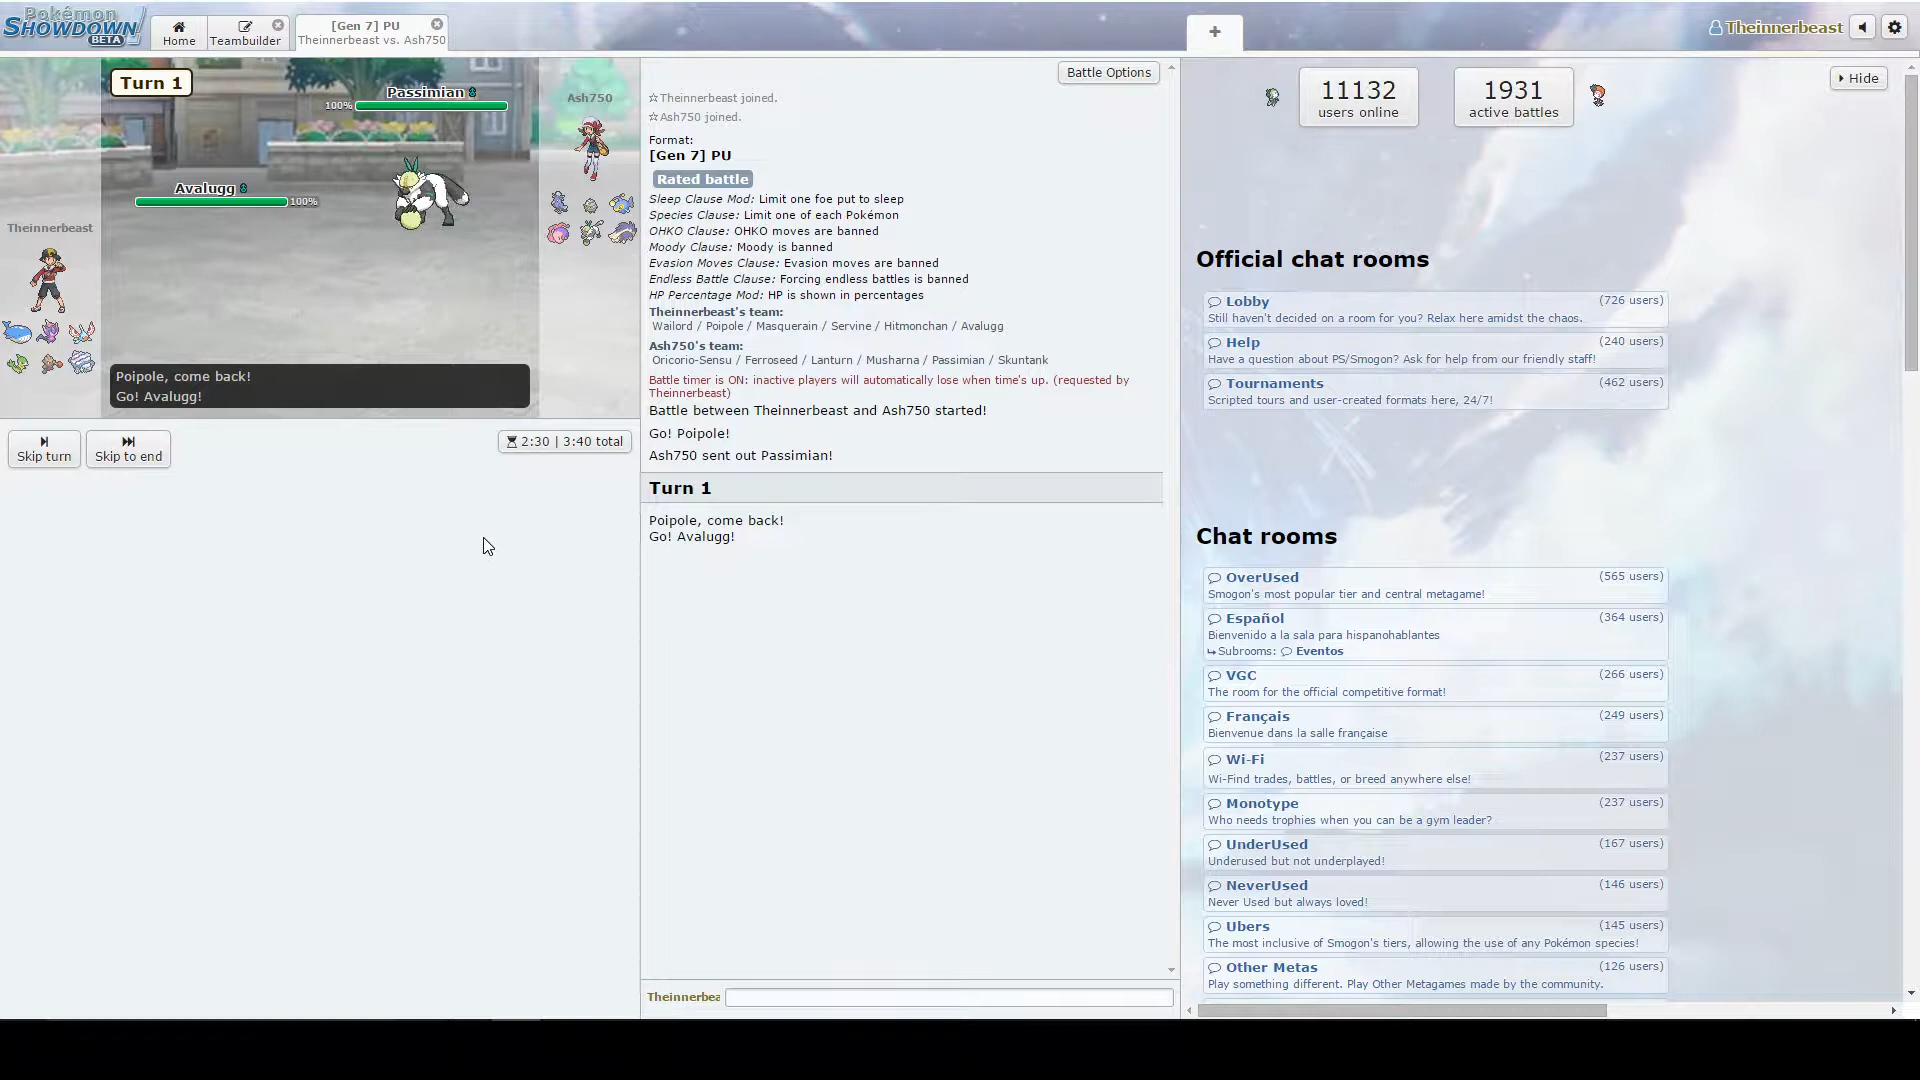 Pokémon
SHOWDOWN!
BETA
Home
Teambuilder
[Gen 7] PU
Theinnerbeast vs. Ash750
+
Theinnerbeast
Turn 1
Passimian
100%
Avalugg
100%
Ash750
Theinnerbeast
Poipole, come back!
Go! Avalugg!
Skip turn
Skip to end
2:30 | 3:40 total
Battle Options
☆Theinnerbeast joined.
☆Ash750 joined.
Format:
[Gen 7] PU
Rated battle
Sleep Clause Mod: Limit one foe put to sleep
Species Clause: Limit one of each Pokémon
OHKO Clause: OHKO moves are banned
Moody Clause: Moody is banned
Evasion Moves Clause: Evasion moves are banned
Endless Battle Clause: Forcing endless battles is banned
HP Percentage Mod: HP is shown in percentages
Theinnerbeast's team:
Wailord / Poipole / Masquerain / Servine / Hitmonchan / Avalugg
Ash750's team:
Oricorio-Sensu / Ferroseed / Lanturn / Musharna / Passimian / Skuntank
Battle timer is ON: inactive players will automatically lose when time's up. (requested by
Theinnerbeast)
Battle between Theinnerbeast and Ash750 started!
Go! Poipole!
Ash750 sent out Passimian!
Turn 1
Poipole, come back!
Go! Avalugg!
Theinnerbea
11132
users online
1931
active battles
Hide
Official chat rooms
Lobby (726 users)
Still haven't decided on a room for you? Relax here amidst the chaos.
Help (240 users)
Have a question about PS/Smogon? Ask for help from our friendly staff!
Tournaments (462 users)
Scripted tours and user-created formats here, 24/7!
Chat rooms
OverUsed (565 users)
Smogon's most popular tier and central metagame!
Español (364 users)
Bienvenido a la sala para hispanohablantes
Subrooms: Eventos
VGC (266 users)
The room for the official competitive format!
Français (249 users)
Bienvenue dans la salle française
Wi-Fi (237 users)
Wi-Find trades, battles, or breed anywhere else!
Monotype (237 users)
Who needs trophies when you can be a gym leader?
UnderUsed (167 users)
Underused but not underplayed!
NeverUsed (146 users)
Never Used but always loved!
Ubers (145 users)
The most inclusive of Smogon's tiers, allowing the use of any Pokémon species!
Other Metas (126 users)
Play something different. Play Other Metagames made by the community.